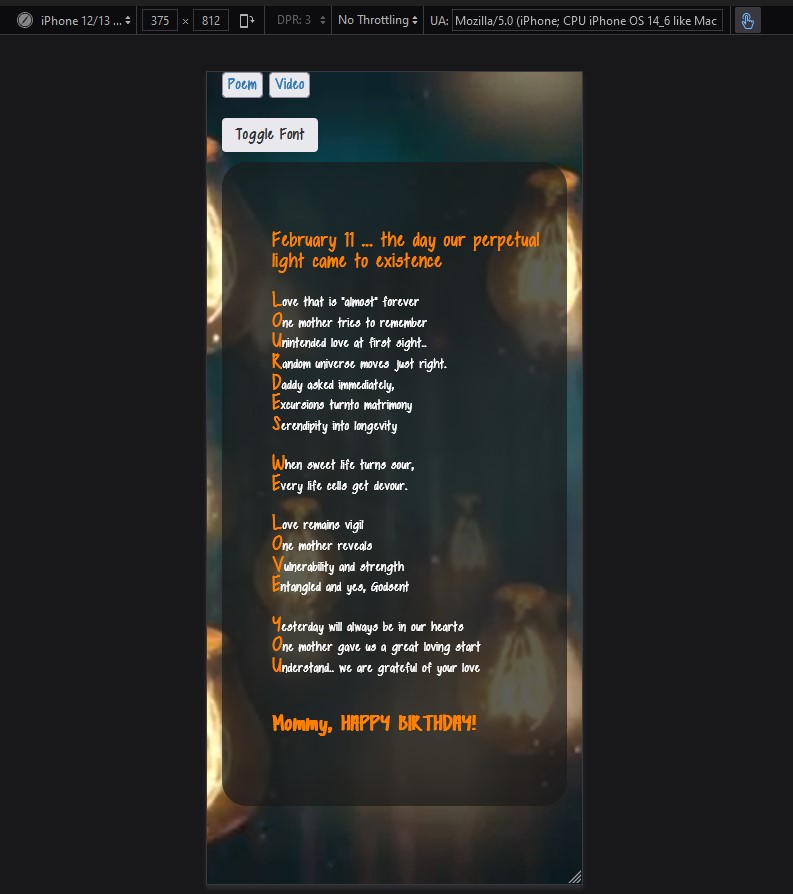 iPhone 12/13 ... 375 × 812 DPR: 3 No Throttling UA: Mozilla/5.0 (iPhone; CPU iPhone OS 14_6 like Mac
Poem Video
Toggle Font
February 11 ... the day our perpetual
light came to existence
Love that is "almost" forever
One mother tries to remember
Unintended love at first sight..
Random universe moves just right.
Daddy asked immediately,
Excursions turnto matrimony
Serendipity into longevity
When sweet life turns sour,
Every life cells get devour.
Love remains vigil
One mother reveals
Vulnerability and strength
Entangled and yes, Godsent
Yesterday will always be in our hearts
One mother gave us a great loving start
Understand.. we are grateful of your love
Mommy, HAPPY BIRTHDAY!